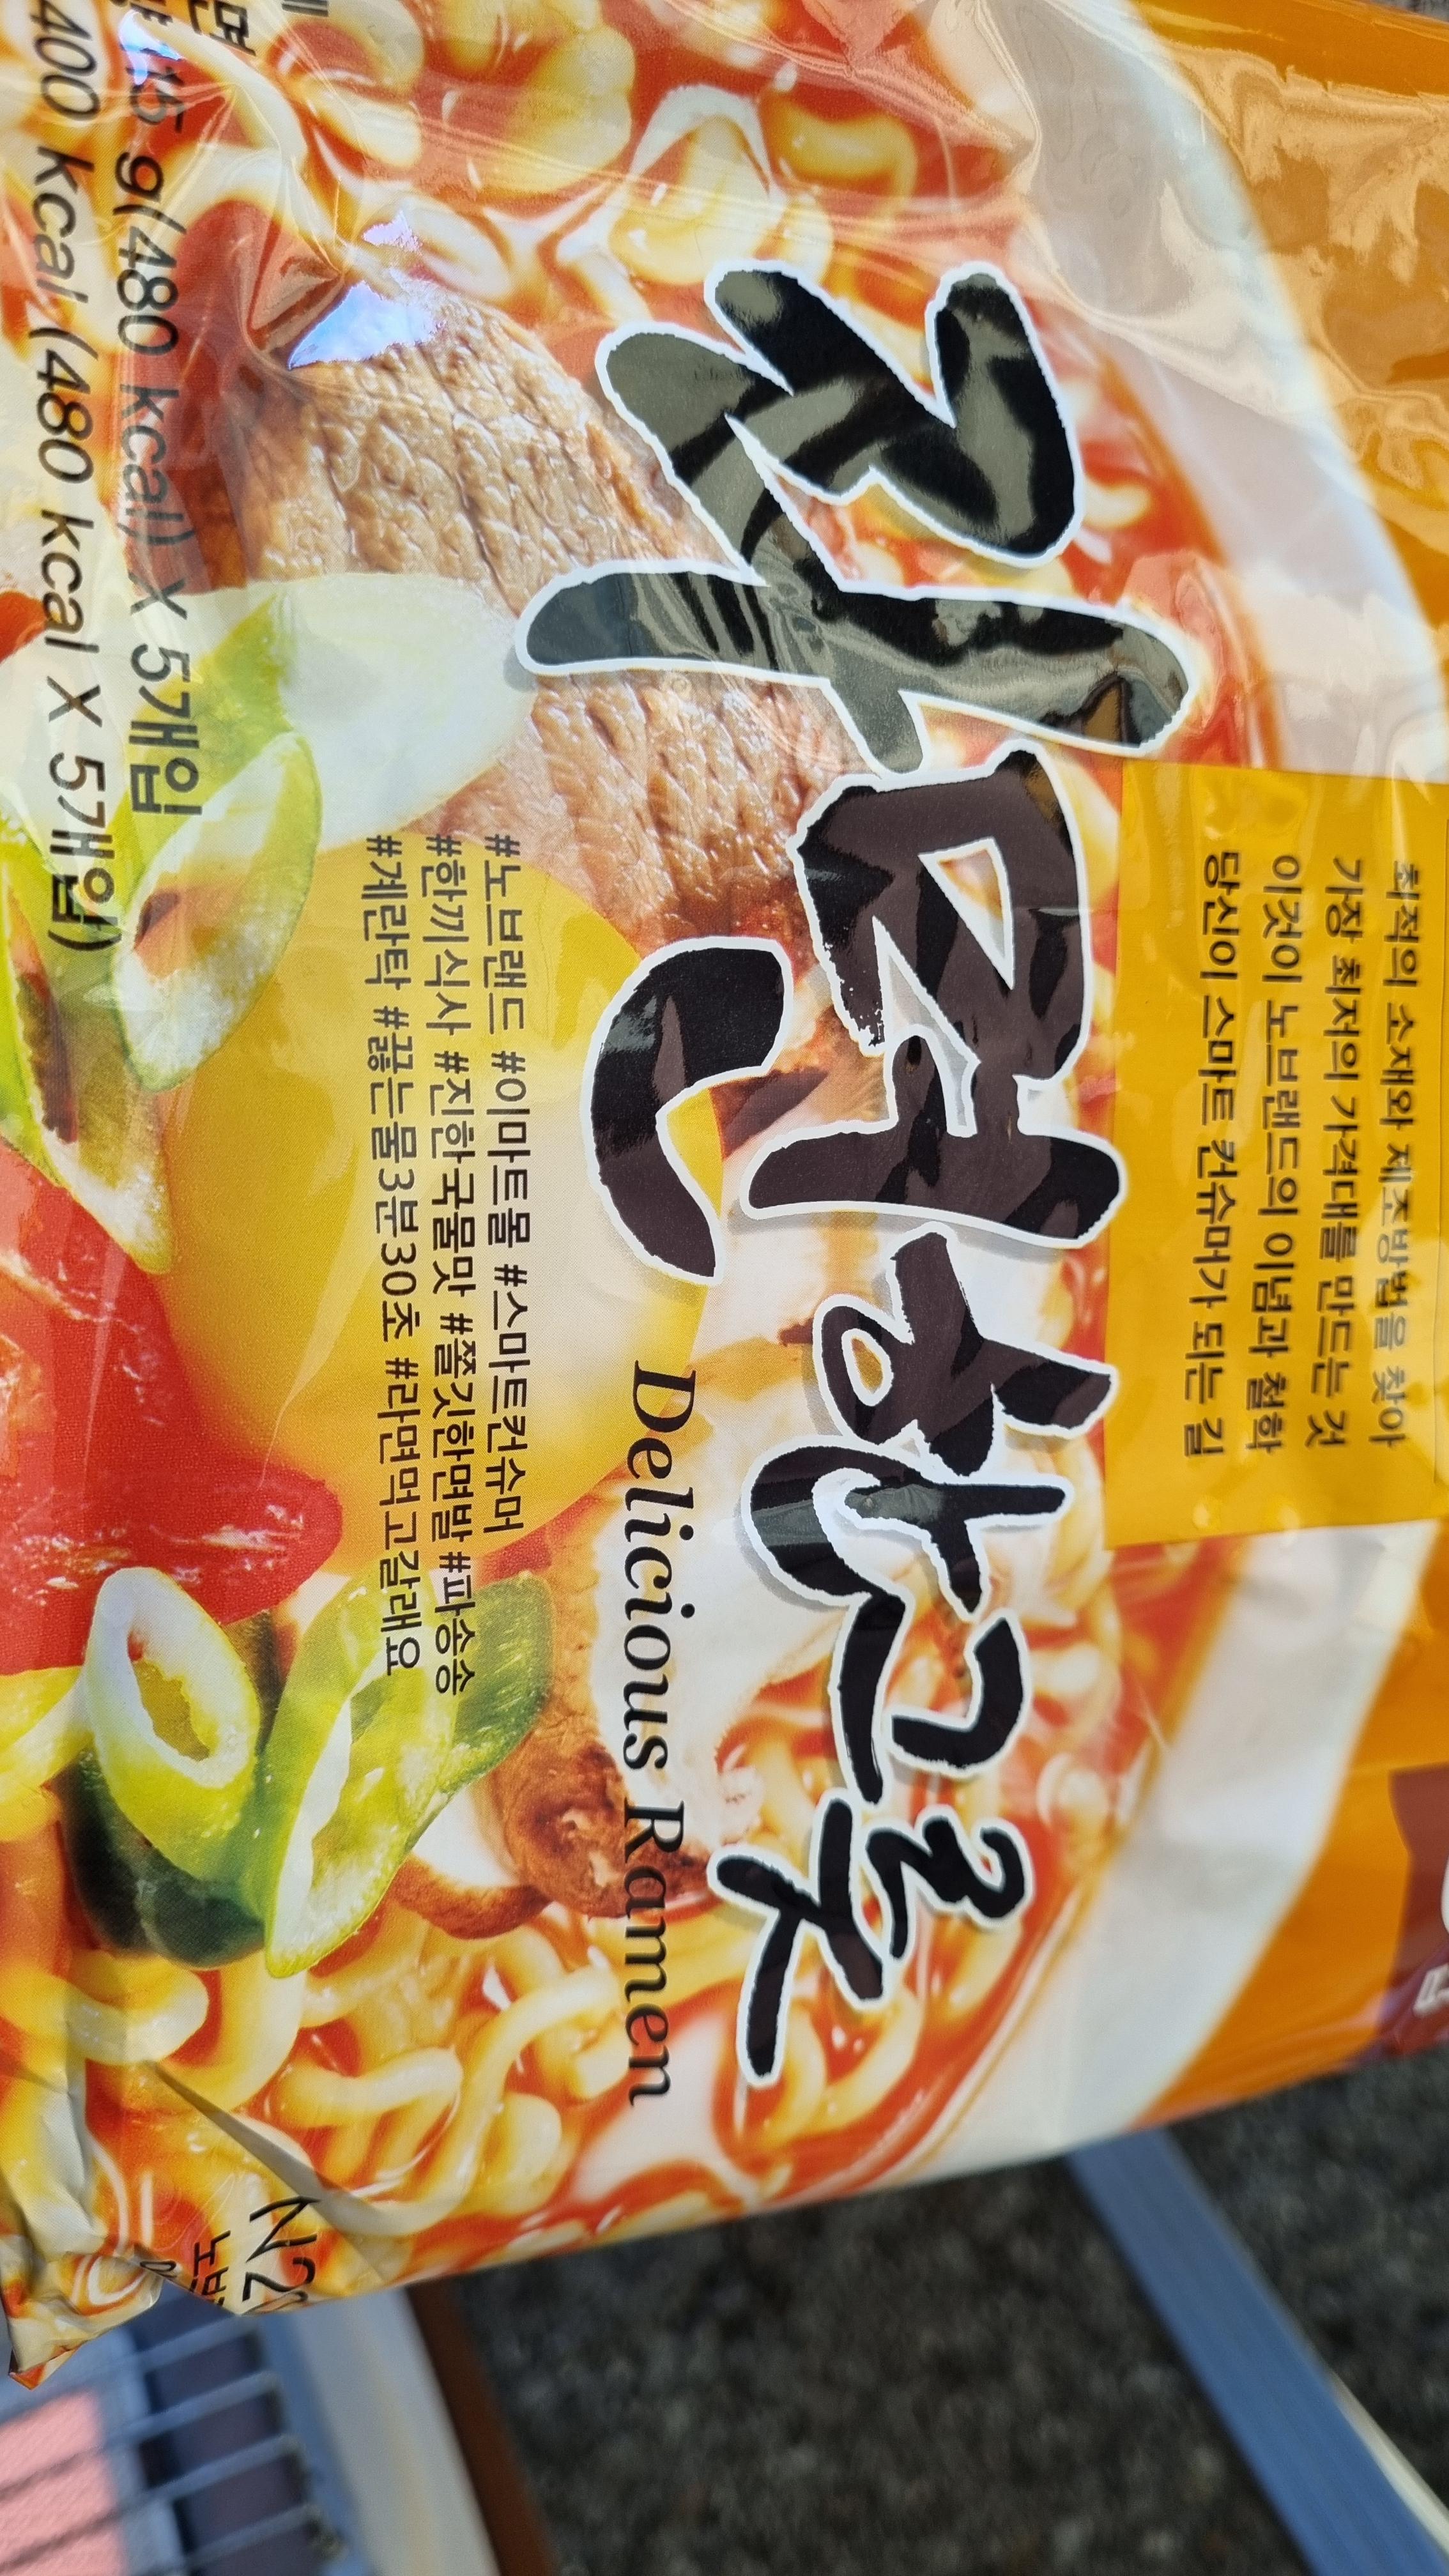 최적의 소재와 제조방법을 찾아
가장 최저의 가격대를 만드는 것
이것이 노브랜드의 이념과 철학
당신이 스마트 컨슈머가 되는 길
라면한그릇
Delicious Ramen
#노브랜드 #이마트몰 #스마트컨슈머
#한끼식사 #진한국물맛 #쫄깃한면발 #파송송
#계란탁 #끓는물3분30초 #라면먹고갈래요
115 g(480 kcal) X 5개입
400 kcal (480 kcal X 5개입)